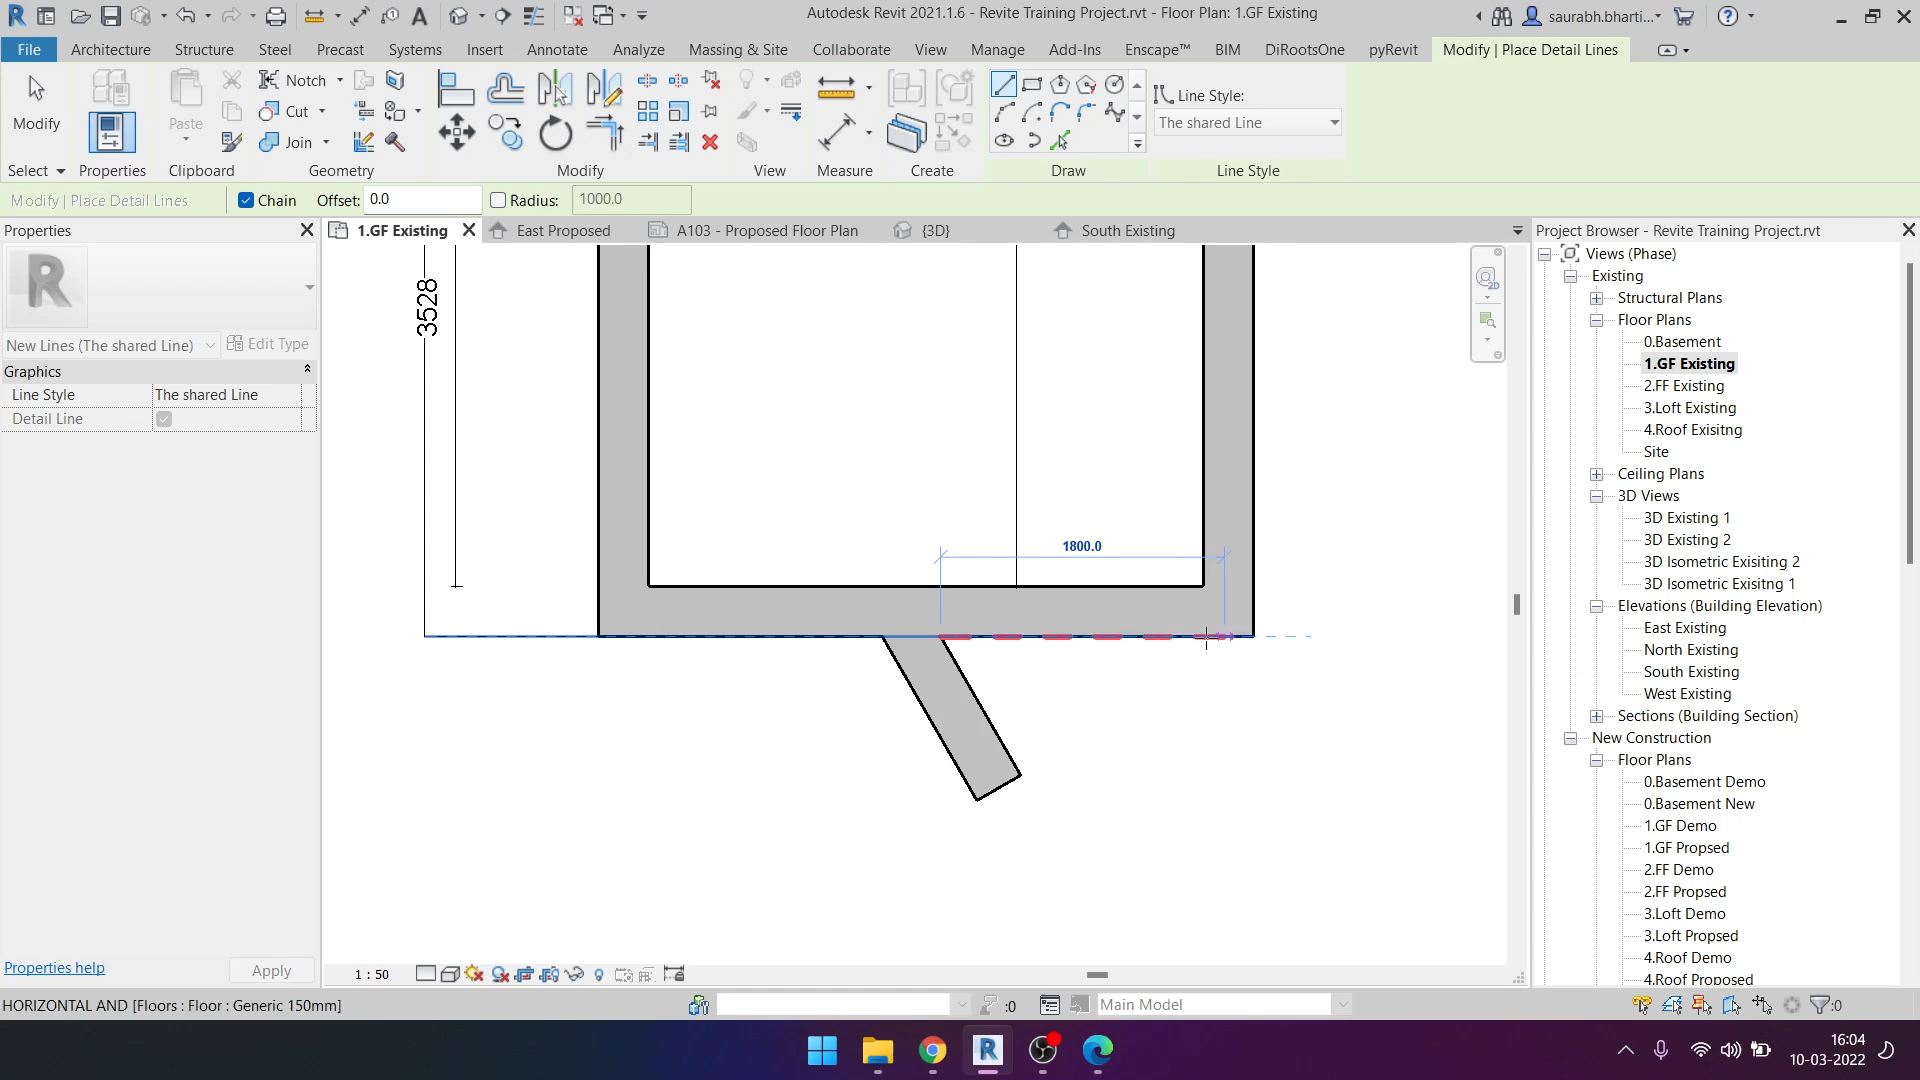 Autodesk Revit 2021.1.6 - Revite Training Project.rvt - Floor Plan: 1.GF Existing
saurabh.bharti...
File Architecture Structure Steel Precast Systems Insert Annotate Analyze Massing & Site Collaborate View Manage Add-Ins Enscape™ BIM DiRootsOne pyRevit Modify | Place Detail Lines
Modify
Paste
Notch
Cut
Join
Line Style:
The shared Line
Select Properties Clipboard Geometry Modify View Measure Create Draw Line Style
Modify | Place Detail Lines Chain Offset: 0.0 Radius: 1000.0
Properties
1.GF Existing East Proposed A103 - Proposed Floor Plan {3D} South Existing
Project Browser - Revite Training Project.rvt
New Lines (The shared Line) Edit Type
Graphics
Line Style The shared Line
Detail Line
3528
1800.0
2D
Views (Phase)
Existing
Structural Plans
Floor Plans
0.Basement
1.GF Existing
2.FF Existing
3.Loft Existing
4.Roof Exisitng
Site
Ceiling Plans
3D Views
3D Existing 1
3D Existing 2
3D Isometric Exisiting 2
3D Isometric Exisitng 1
Elevations (Building Elevation)
East Existing
North Existing
South Existing
West Existing
Sections (Building Section)
New Construction
Floor Plans
0.Basement Demo
0.Basement New
1.GF Demo
1.GF Propsed
2.FF Demo
2.FF Propsed
3.Loft Demo
3.Loft Propsed
4.Roof Demo
4.Roof Proposed
Properties help Apply
1 : 50
HORIZONTAL AND [Floors : Floor : Generic 150mm]
:0
Main Model
:0
16:04
10-03-2022